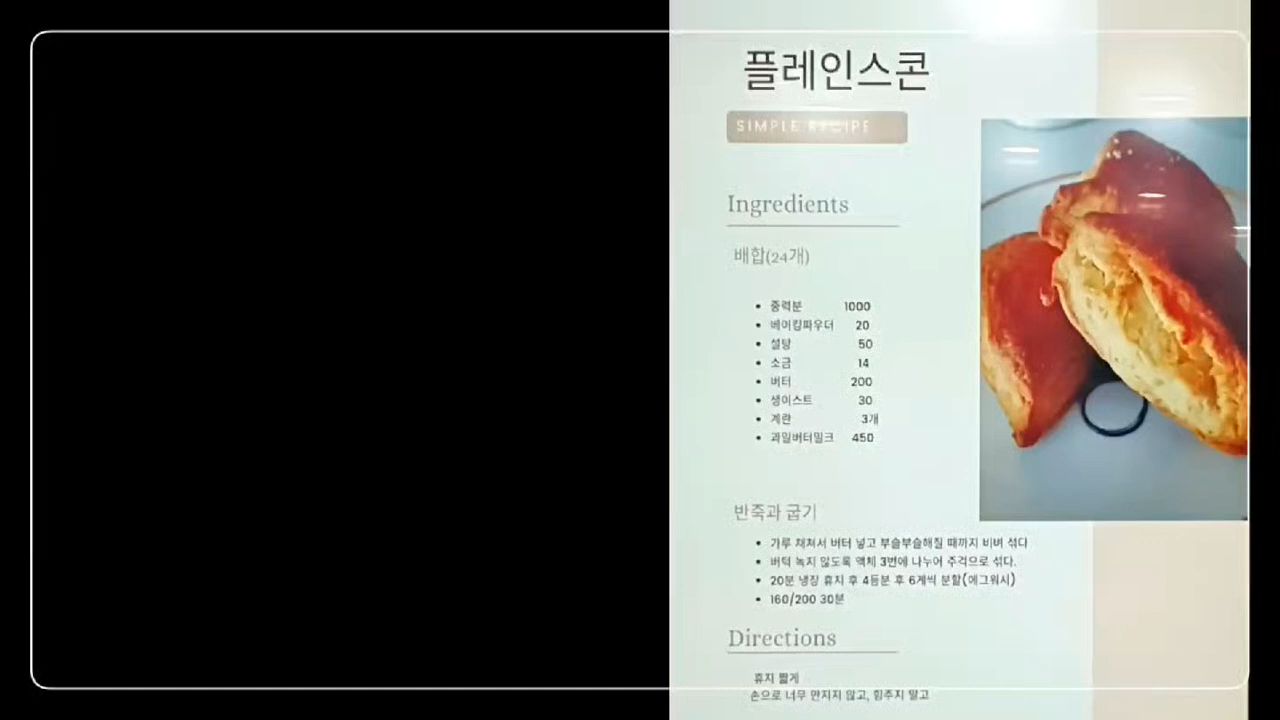 플레인스콘
SIMPLE RECIPE
Ingredients
배합(24개)
• 중력분 1000
• 베이킹파우더 20
• 설탕 50
• 소금 14
• 버터 200
• 생이스트 30
• 계란 3개
• 과일버터밀크 450
반죽과 굽기
• 가루 채쳐서 버터 넣고 부슬부슬해질 때까지 비벼 섞다
• 버턱 녹지 않도록 액체 3번에 나누어 주걱으로 섞다.
• 20분 냉장 휴지 후 4등분 후 6게씩 분할(에그워시)
• 160/200 30분
Directions
휴지 짧게
손으로 너무 만지지 않고, 힘주지 말고